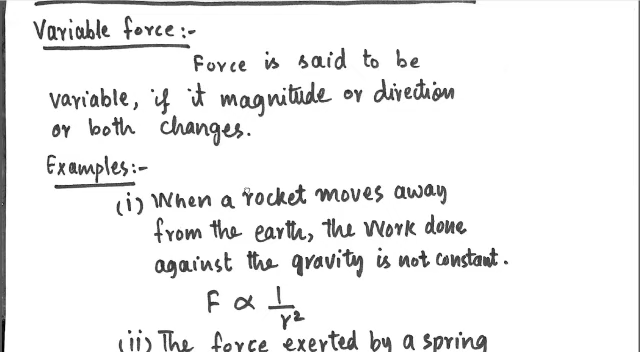 Variable force:-
Force is said to be
variable, if it magnitude or direction
or both changes.
Examples:-
(i) When a rocket moves away
from the earth, the work done
against the gravity is not constant.
F ∝ 1/r²
(ii) The force exerted by a spring